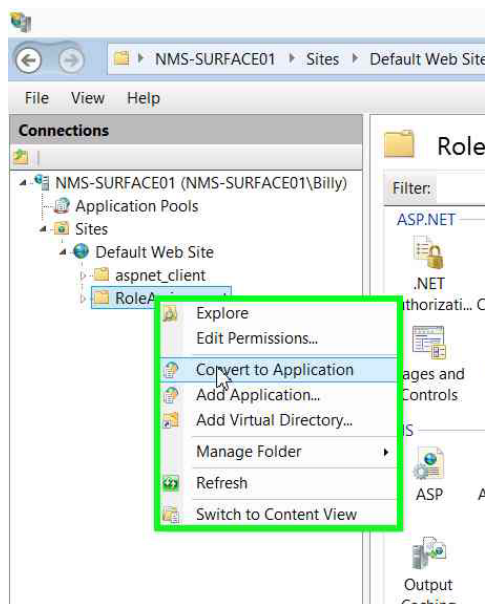 NMS-SURFACE01 Sites Default Web Site
File View Help
Connections
NMS-SURFACE01 (NMS-SURFACE01\Billy)
Application Pools
Sites
Default Web Site
aspnet_client
Explore
Edit Permissions...
Convert to Application
Add Application...
Add Virtual Directory...
Manage Folder
Refresh
Switch to Content View
Role
Filter:
ASP.NET
.NET
ages and
Controls
ASP
Output